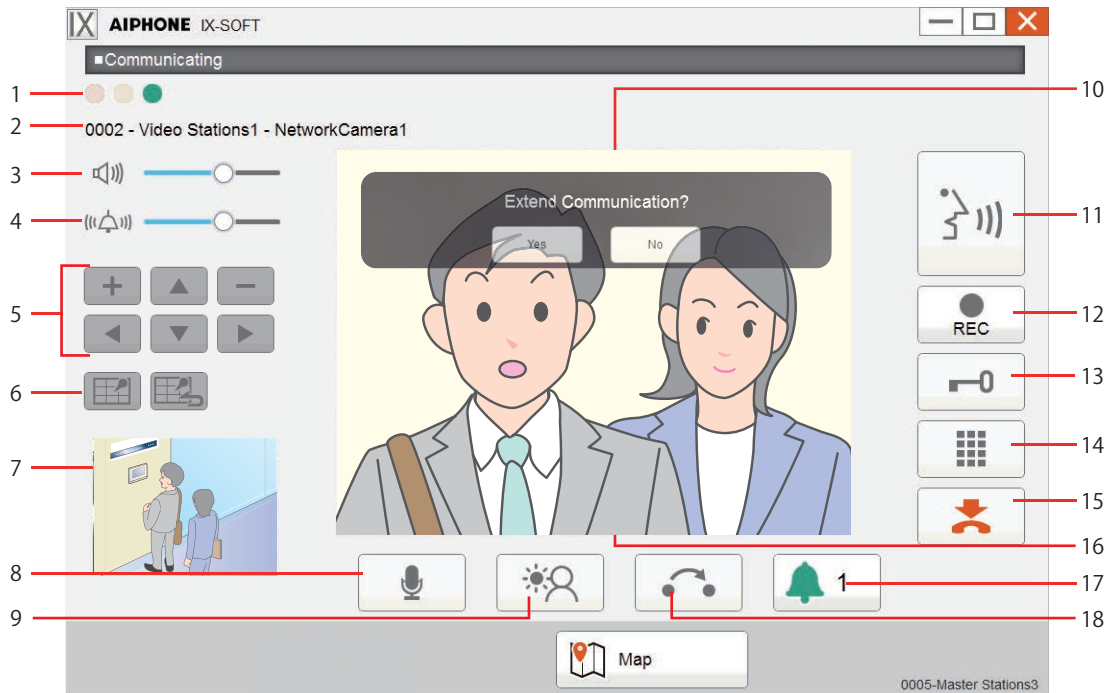 IX AIPHONE IX-SOFT
■Communicating
1
2
0002 - Video Stations1 - NetworkCamera1
3
4
5
6
7
8
9
Extend Communication?
Yes No
10
11
12
REC
13
14
15
16
17
1
18
Map
0005-Master Stations3